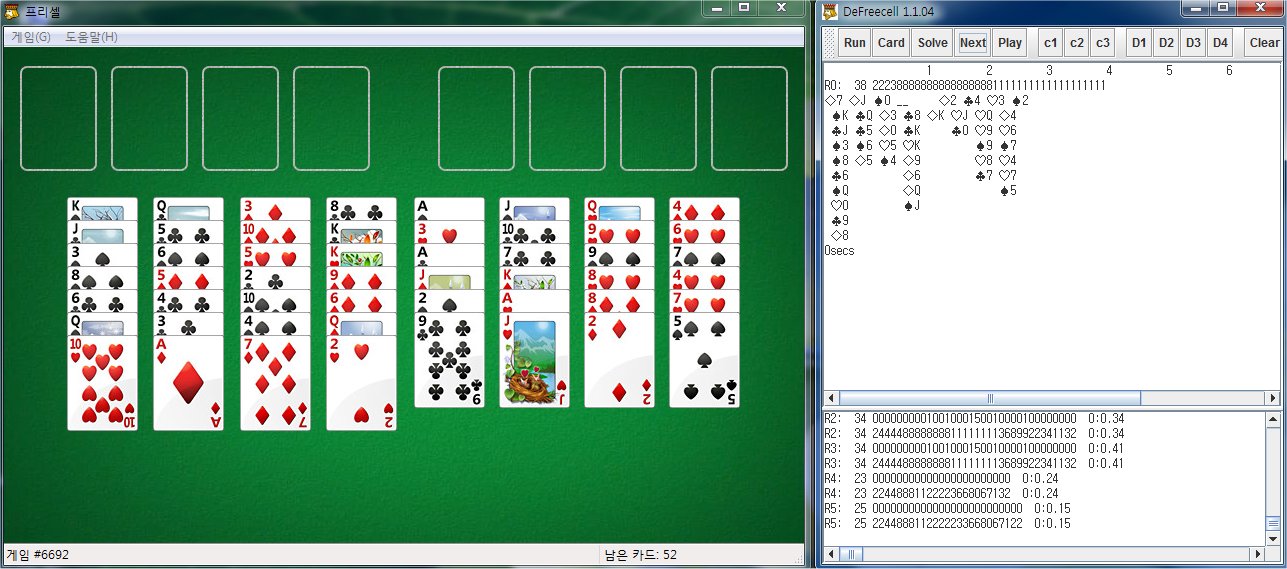 프리셀
게임(G) 도움말(H)
K Q 3 8 A J Q 4
J 5 10 K 3 10 9 6
3 6 5 K A 7 9 7
8 5 2 9 J K 8 4
6 4 10 6 2 A 8 7
Q 3 4 Q 9 J 2 5
10 A 7 2
게임 #6692
남은 카드: 52
DeFreecell 1.1.04
Run Card Solve Next Play c1 c2 c3 D1 D2 D3 D4 Clear
1 2 3 4 5 6
R0: 38 22238888888888888888111111111111111111
♢7 ♢J ♠0 __ ♢2 ♣4 ♡3 ♠2
♠K ♣Q ♢3 ♣8 ♢K ♡J ♡Q ♢4
♣J ♣5 ♢0 ♣K ♣0 ♡9 ♡6
♠3 ♠6 ♡5 ♡K ♠9 ♠7
♠8 ♢5 ♠4 ♢9 ♡8 ♡4
♣6 ♢6 ♣7 ♡7
♠Q ♢Q ♠5
♡0 ♠J
♣9
♢8
0secs
R2: 34 0000000001001000150010000100000000 0:0.34
R2: 34 2444488888881111111113689922341132 0:0.34
R3: 34 0000000001001000150010000100000000 0:0.41
R3: 34 2444488888881111111113689922341132 0:0.41
R4: 23 00000000000000000000000 0:0.24
R4: 23 22448881122223668067132 0:0.24
R5: 25 0000000000000000000000000 0:0.15
R5: 25 2244888112222233668067122 0:0.15